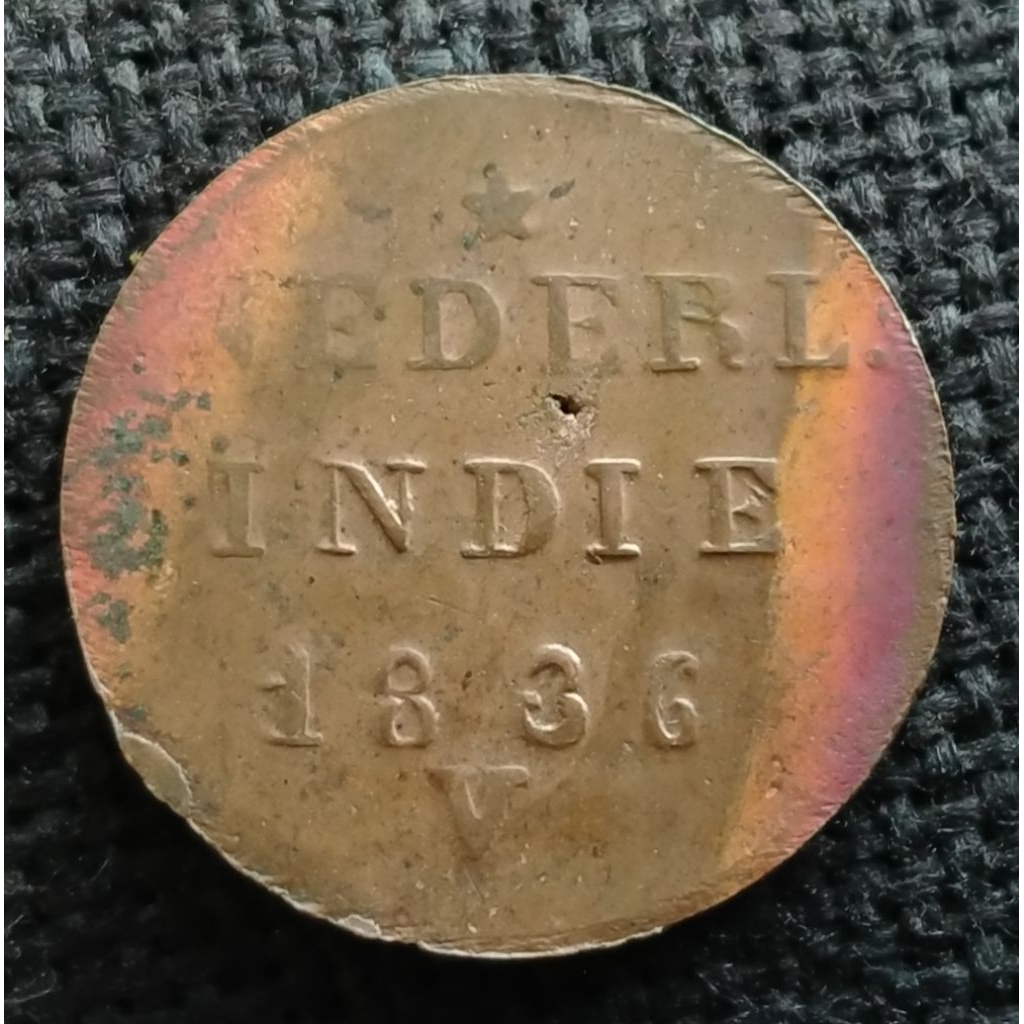 NEDERL.
INDIE
1836
V